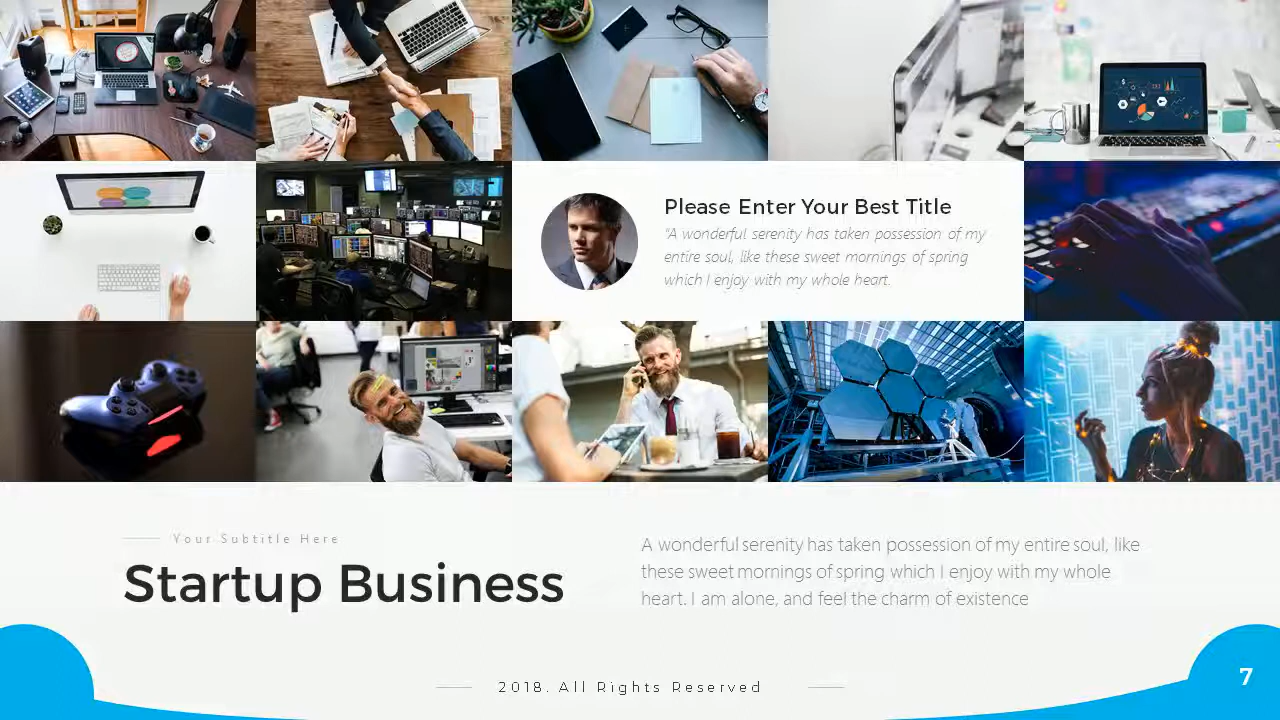 Please Enter Your Best Title
"A wonderful serenity has taken possession of my
entire soul, like these sweet mornings of spring
which I enjoy with my whole heart.
Your Subtitle Here
Startup Business
A wonderful serenity has taken possession of my entire soul, like
these sweet mornings of spring which I enjoy with my whole
heart. I am alone, and feel the charm of existence
2018. All Rights Reserved
7